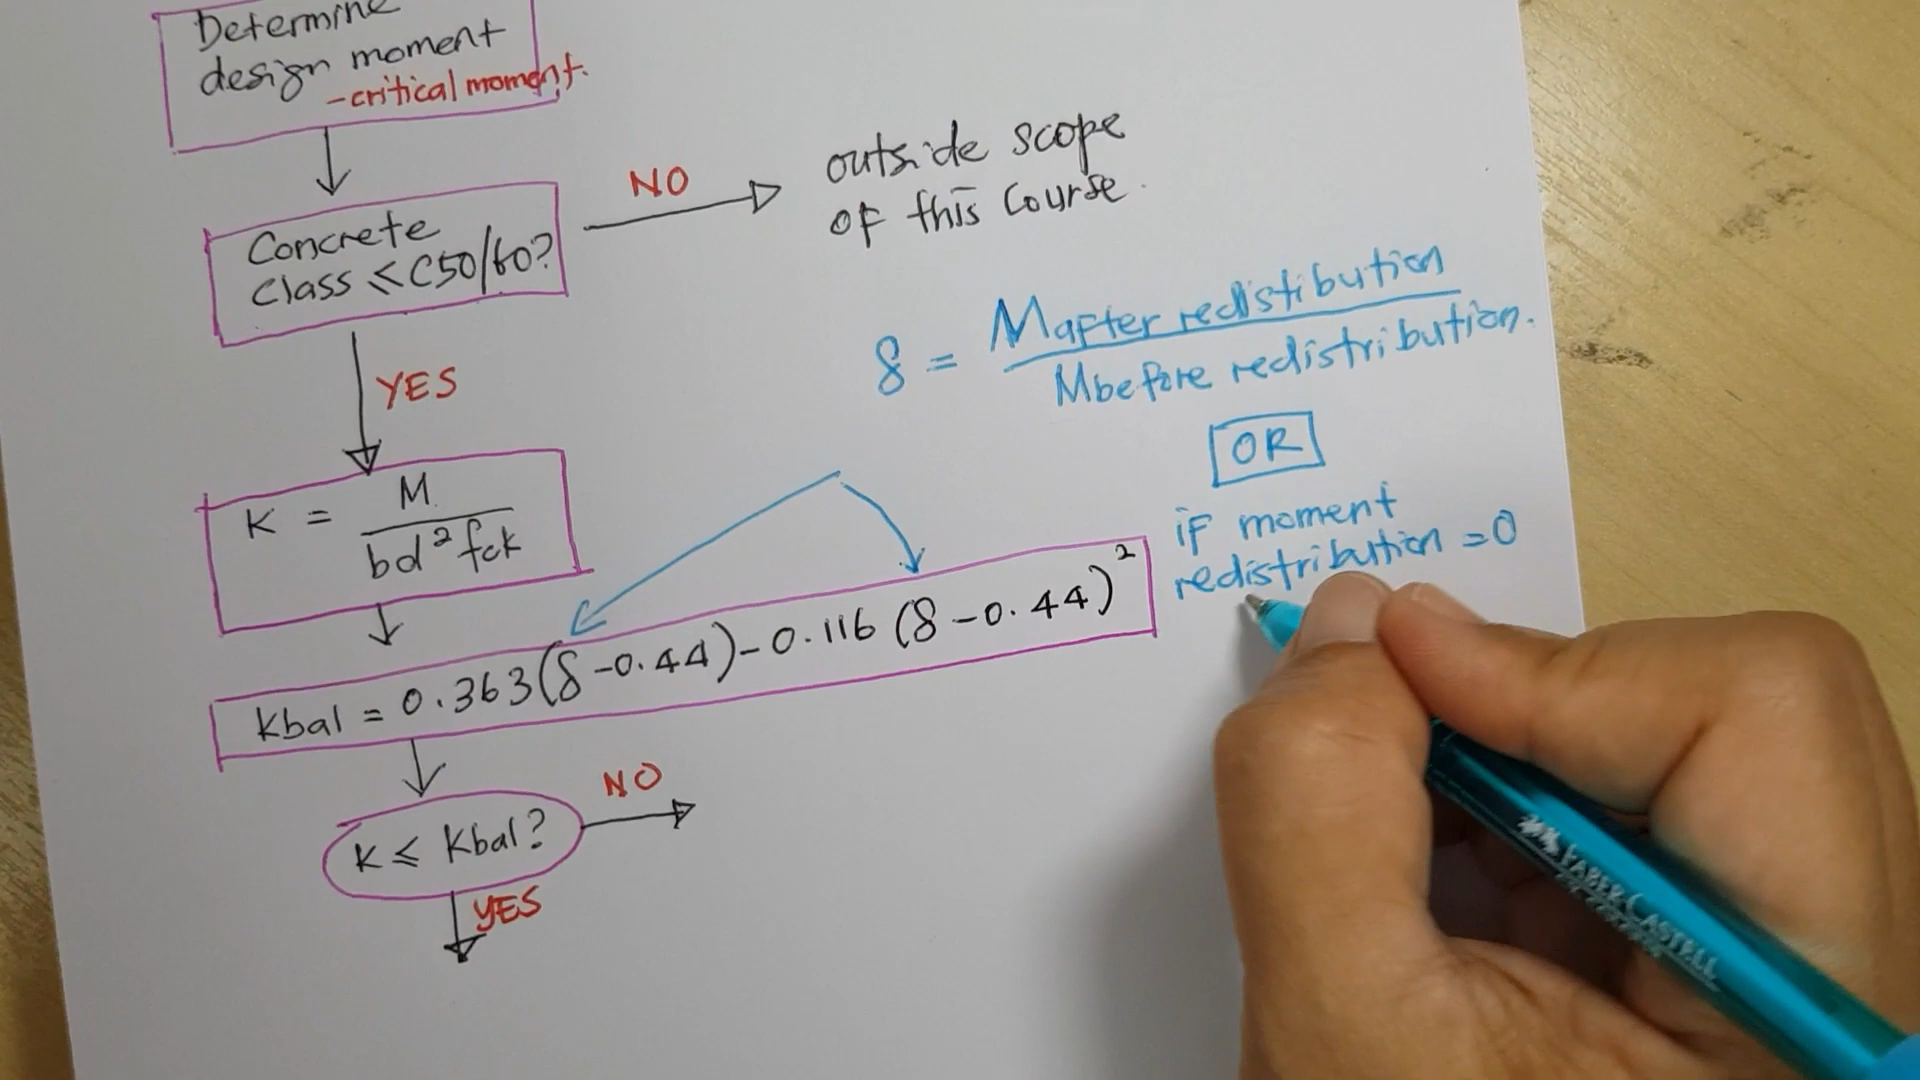 Determine
design moment
-critical moment.
Concrete
class ≤ C50/60?
NO
outside scope
of this course.
YES
K = M / bd²fck
δ = Mafter redistibution / Mbefore redistribution.
OR
if moment
redistribution = 0
kbal = 0.363(δ-0.44)-0.116(δ-0.44)²
K ≤ Kbal?
NO
YES
FABER-CASTELL